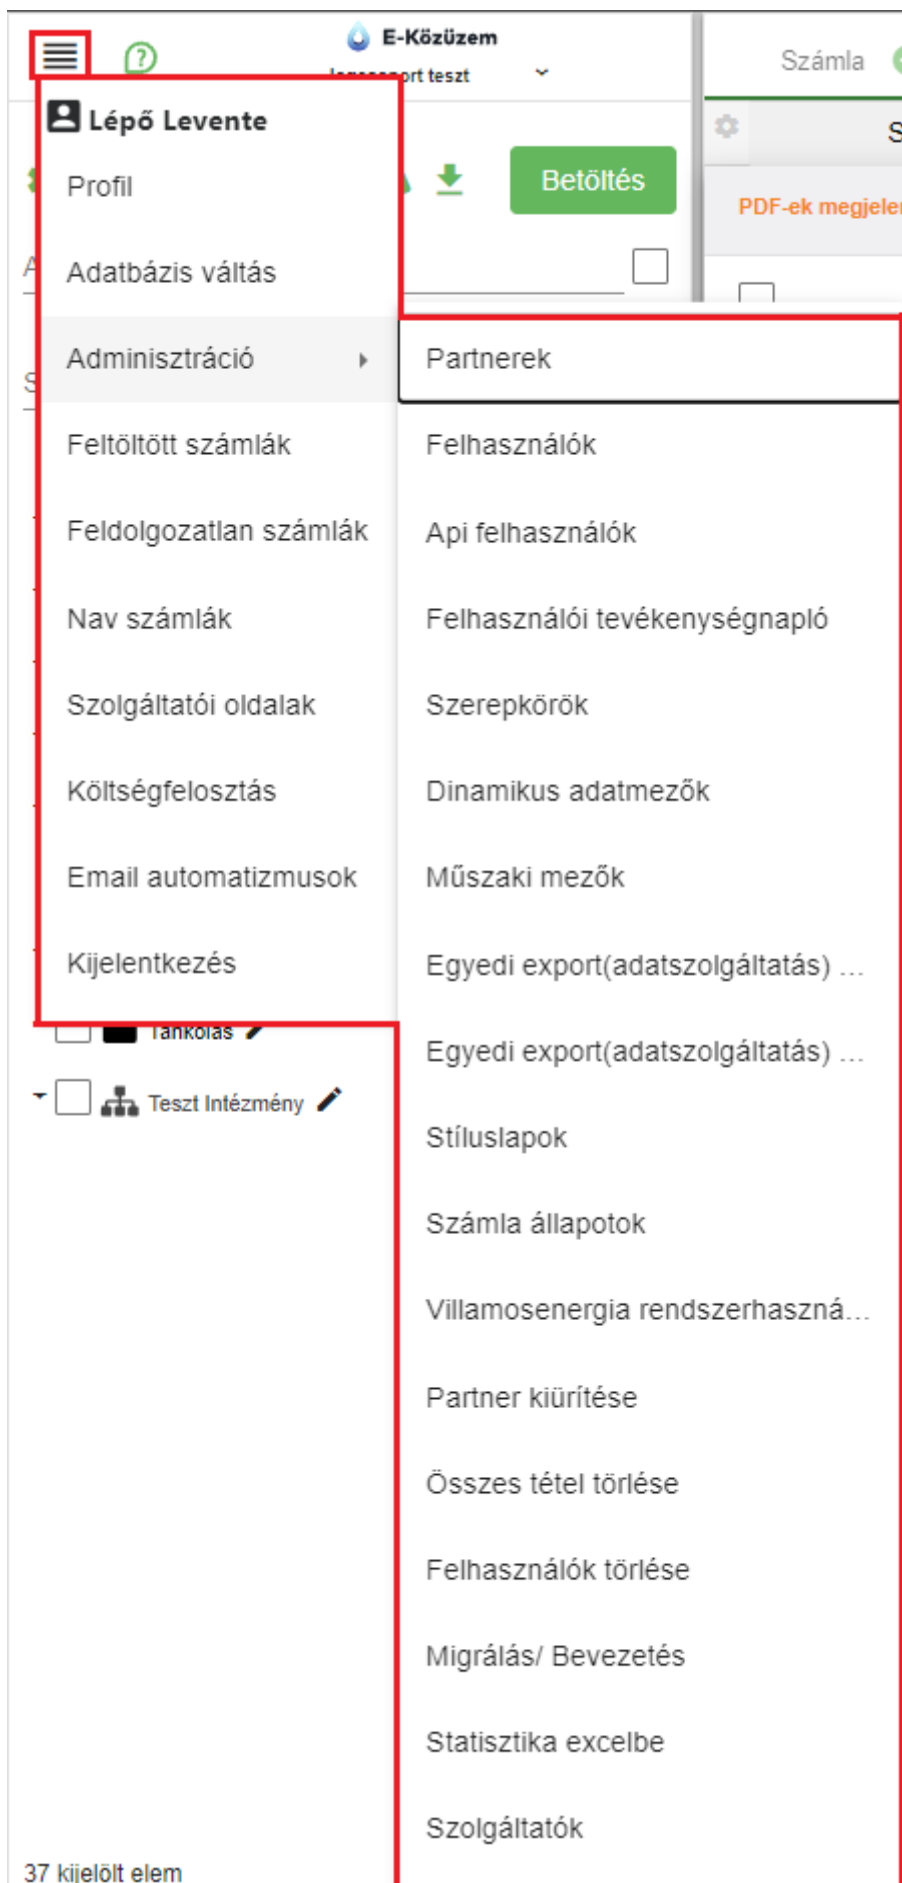 E-Közüzem
teszt
Számla
Lépő Levente
Profil
Betöltés
PDF-ek
Adatbázis váltás
Adminisztráció
Partnerek
Feltöltött számlák
Felhasználók
Feldolgozatlan számlák
Api felhasználók
Nav számlák
Felhasználói tevékenységnapló
Szolgáltatói oldalak
Szerepkörök
Költségfelosztás
Dinamikus adatmezők
Email automatizmusok
Műszaki mezők
Kijelentkezés
Egyedi export(adatszolgáltatás) ...
Tankolás
Egyedi export(adatszolgáltatás) ...
Teszt Intézmény
Stíluslapok
Számla állapotok
Villamosenergia rendszerhaszná...
Partner kiürítése
Összes tétel törlése
Felhasználók törlése
Migrálás/ Bevezetés
Statisztika excelbe
Szolgáltatók
37 kijelölt elem